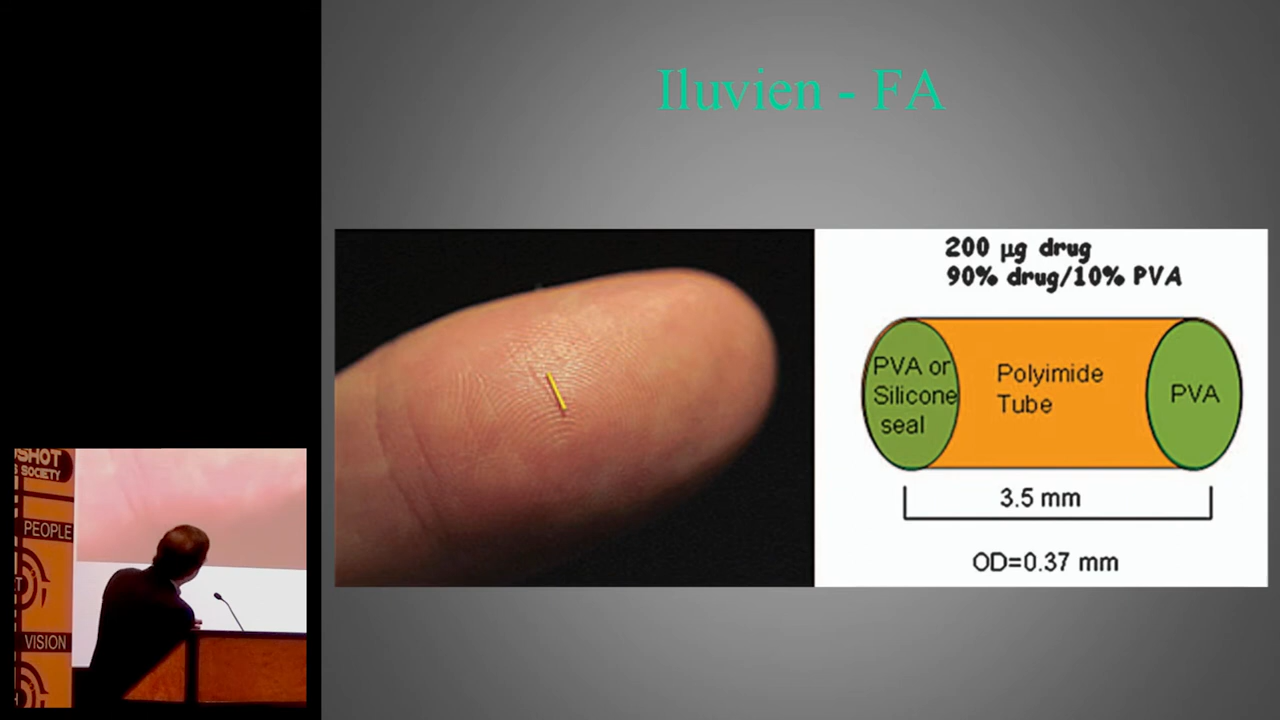 Iluvien - FA
200 µg drug
90% drug/10% PVA
PVA or
Silicone
seal
Polyimide
Tube
PVA
3.5 mm
OD=0.37 mm
SOCIETY
PEOPLE
VISION